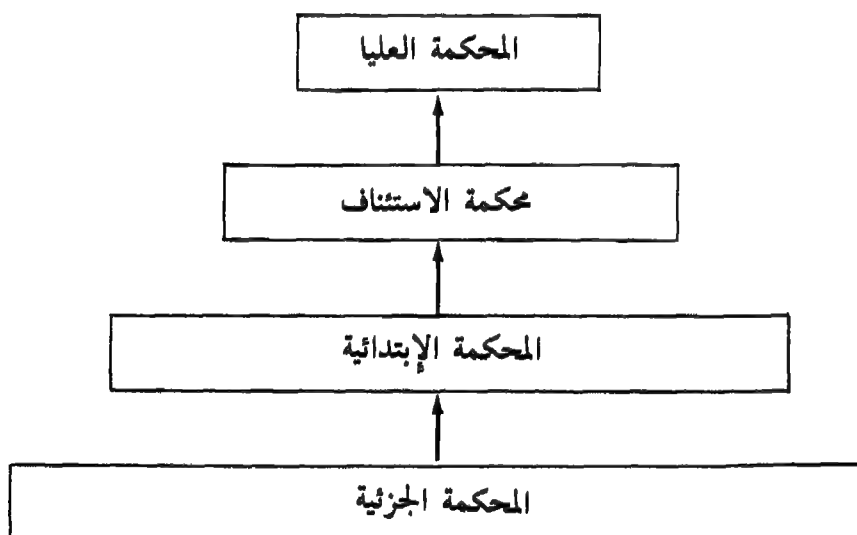 المحكمة العليا
محكمة الاستئناف
المحكمة الإبتدائية
المحكمة الجزئية